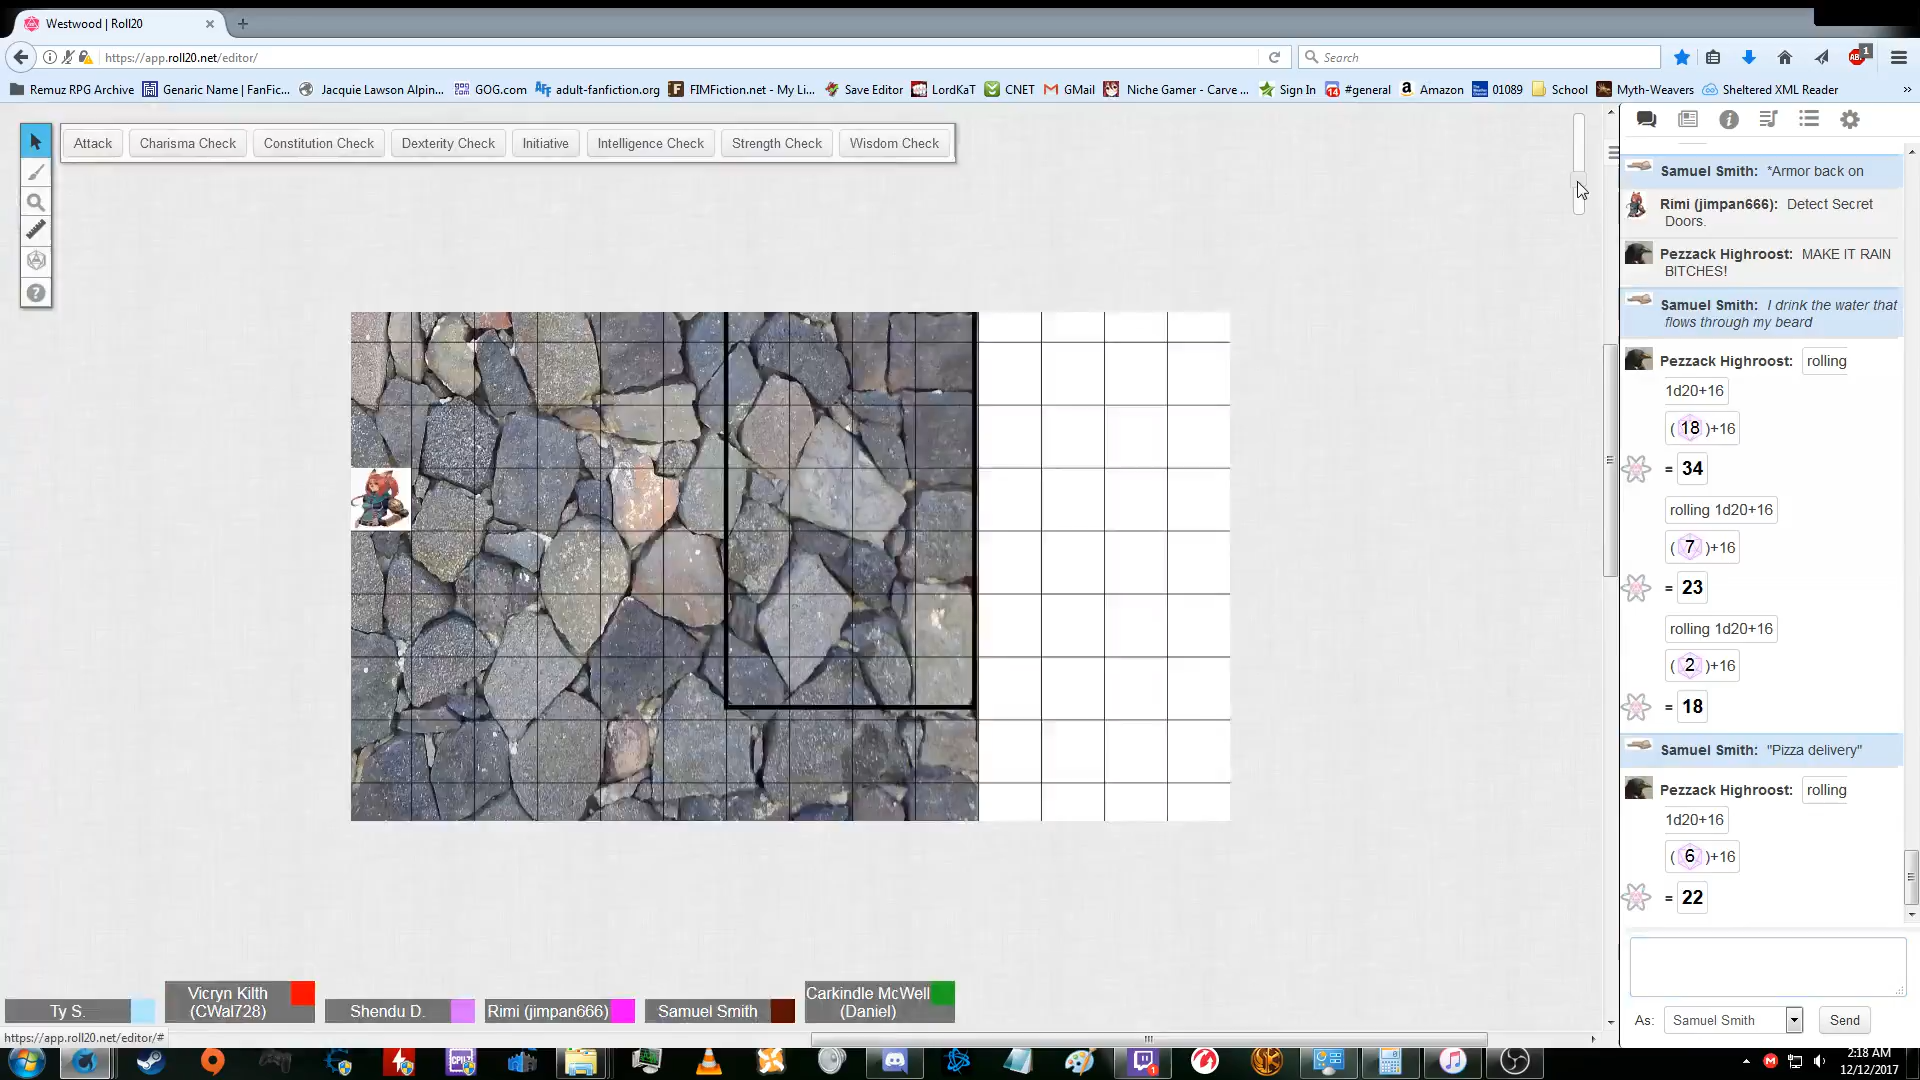 Westwood | Roll20
https://app.roll20.net/editor/
Search
1
Remuz RPG Archive
Genaric Name | FanFic...
Jacquie Lawson Alpin...
GOG.com
adult-fanfiction.org
FIMFiction.net - My Li...
Save Editor
LordKaT
CNET
GMail
Niche Gamer - Carve ...
Sign In
#general
Amazon
01089
School
Myth-Weavers
Sheltered XML Reader
Attack
Charisma Check
Constitution Check
Dexterity Check
Initiative
Intelligence Check
Strength Check
Wisdom Check
Samuel Smith: *Armor back on
Rimi (jimpan666): Detect Secret
Doors.
Pezzack Highroost: MAKE IT RAIN
BITCHES!
Samuel Smith: I drink the water that
flows through my beard
Pezzack Highroost: rolling
1d20+16
(18)+16
= 34
rolling 1d20+16
(7)+16
= 23
rolling 1d20+16
(2)+16
= 18
Samuel Smith: "Pizza delivery"
Pezzack Highroost: rolling
1d20+16
(6)+16
= 22
As: Samuel Smith
Send
Ty S.
Vicryn Kilth
(CWal728)
Shendu D.
Rimi (jimpan666)
Samuel Smith
Carkindle McWell
(Daniel)
https://app.roll20.net/editor/#
2:18 AM
12/12/2017